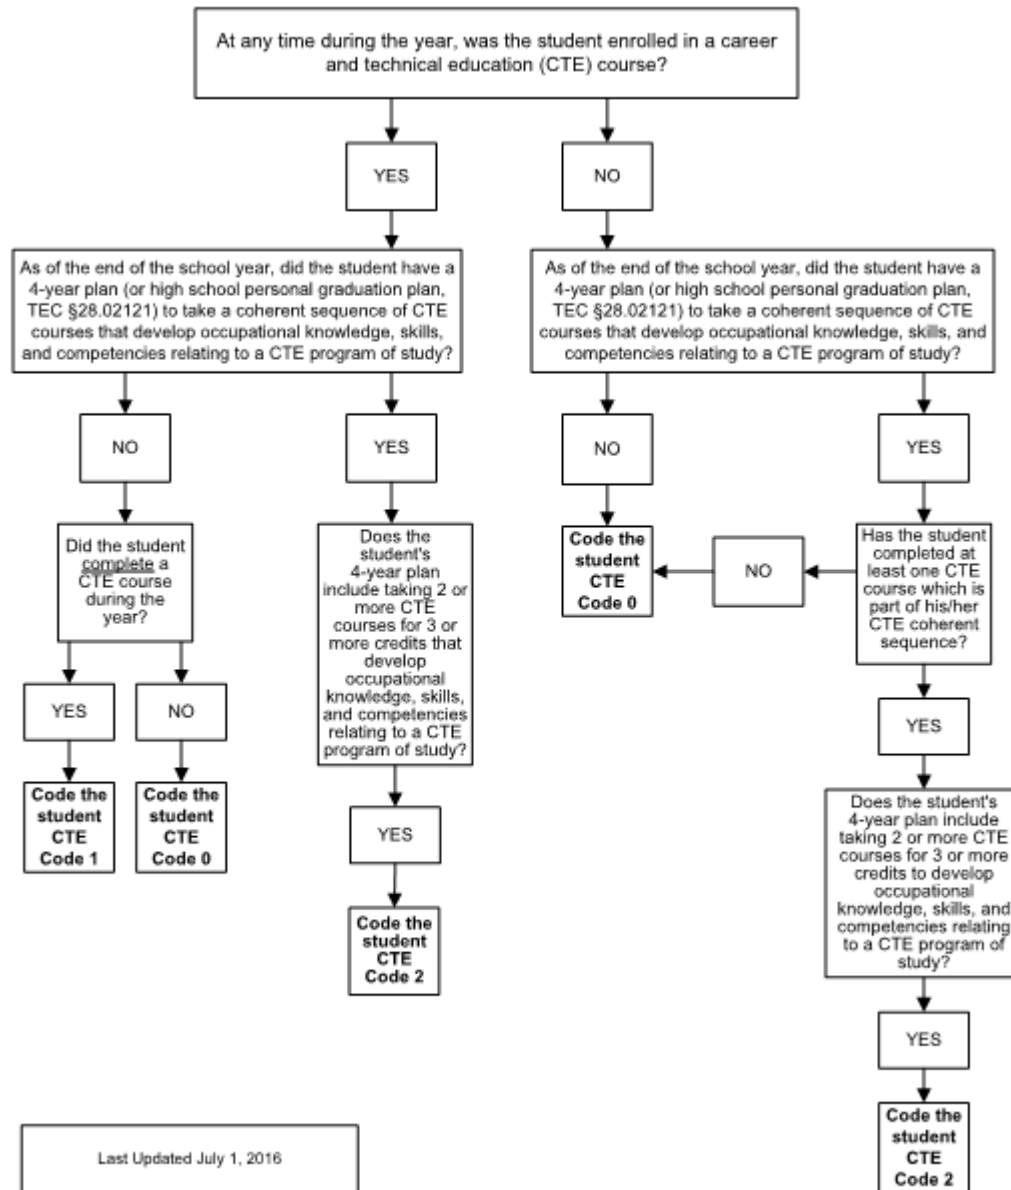 At any time during the year, was the student enrolled in a career
and technical education (CTE) course?
YES
NO
As of the end of the school year, did the student have a
4-year plan (or high school personal graduation plan,
TEC §28.02121) to take a coherent sequence of CTE
courses that develop occupational knowledge, skills,
and competencies relating to a CTE program of study?
As of the end of the school year, did the student have a
4-year plan (or high school personal graduation plan,
TEC §28.02121) to take a coherent sequence of CTE
courses that develop occupational knowledge, skills, and
competencies relating to a CTE program of study?
NO
YES
NO
YES
Did the student
complete a
CTE course
during the
year?
Does the
student's
4-year plan
include taking 2 or
more CTE
courses for 3 or
more credits that
develop
occupational
knowledge, skills,
and competencies
relating to a CTE
program of study?
Code the
student
CTE
Code 0
NO
Has the student
completed at
least one CTE
course which is
part of his/her
CTE coherent
sequence?
YES
NO
YES
Code the
student
CTE
Code 1
Code the
student
CTE
Code 0
YES
Code the
student
CTE
Code 2
Does the student's
4-year plan include
taking 2 or more CTE
courses for 3 or more
credits to develop
occupational
knowledge, skills, and
competencies relating
to a CTE program of
study?
YES
Code the
student
CTE
Code 2
Last Updated July 1, 2016